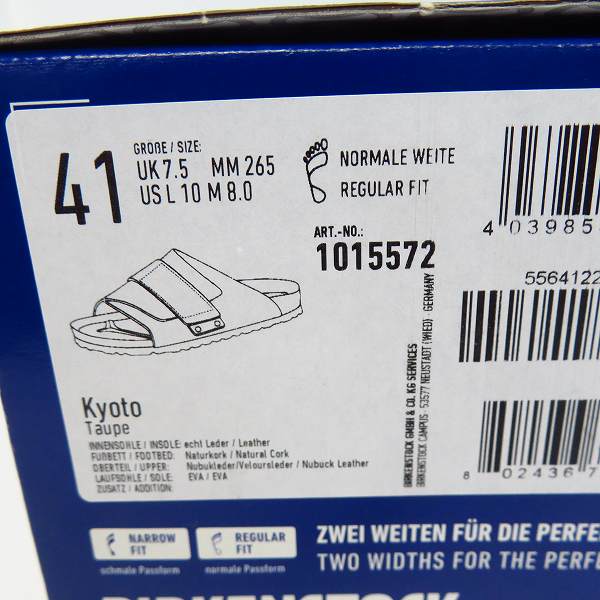 41
GRÖßE / SIZE:
UK 7.5 MM 265
US L 10 M 8.0
NORMALE WEITE
REGULAR FIT
ART.-NO.:
1015572
4 03985
5564122
BIRKENSTOCK GMBH & CO. KG SERVICES
BIRKENSTOCK CAMPUS · 53577 NEUSTADT (WIED) · GERMANY
Kyoto
Taupe
INNENSOHLE / INSOLE: echt Leder / Leather
FUßBETT / FOOTBED: Naturkork / Natural Cork
OBERTEIL / UPPER: Nubukleder/Veloursleder / Nubuck Leather
LAUFSOHLE / SOLE: EVA / EVA
ZUSATZ / ADDITION:
8 02436 7
NARROW FIT
schmale Passform
REGULAR FIT
normale Passform
ZWEI WEITEN FÜR DIE PERFE
TWO WIDTHS FOR THE PERFE
BIRKENSTOCK